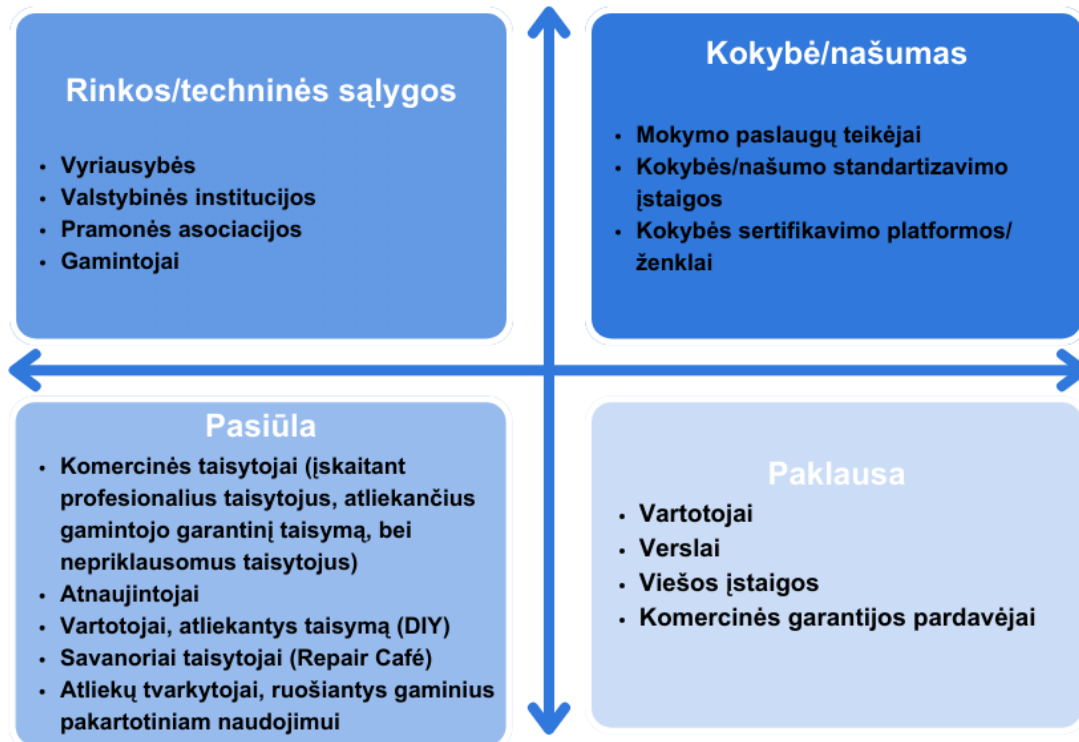 Rinkos/techninės sąlygos
• Vyriausybės
• Valstybinės institucijos
• Pramonės asociacijos
• Gamintojai
Kokybė/našumas
• Mokymo paslaugų teikėjai
• Kokybės/našumo standartizavimo
įstaigos
• Kokybės sertifikavimo platformos/
ženklai
Pasiūla
• Komercinės taisytojai (įskaitant
profesionalius taisytojus, atliekančius
gamintojo garantinį taisymą, bei
nepriklausomus taisytojus)
• Atnaujintojai
• Vartotojai, atliekantys taisymą (DIY)
• Savanoriai taisytojai (Repair Café)
• Atliekų tvarkytojai, ruošiantys gaminius
pakartotiniam naudojimui
Paklausa
• Vartotojai
• Verslai
• Viešos įstaigos
• Komercinės garantijos pardavėjai